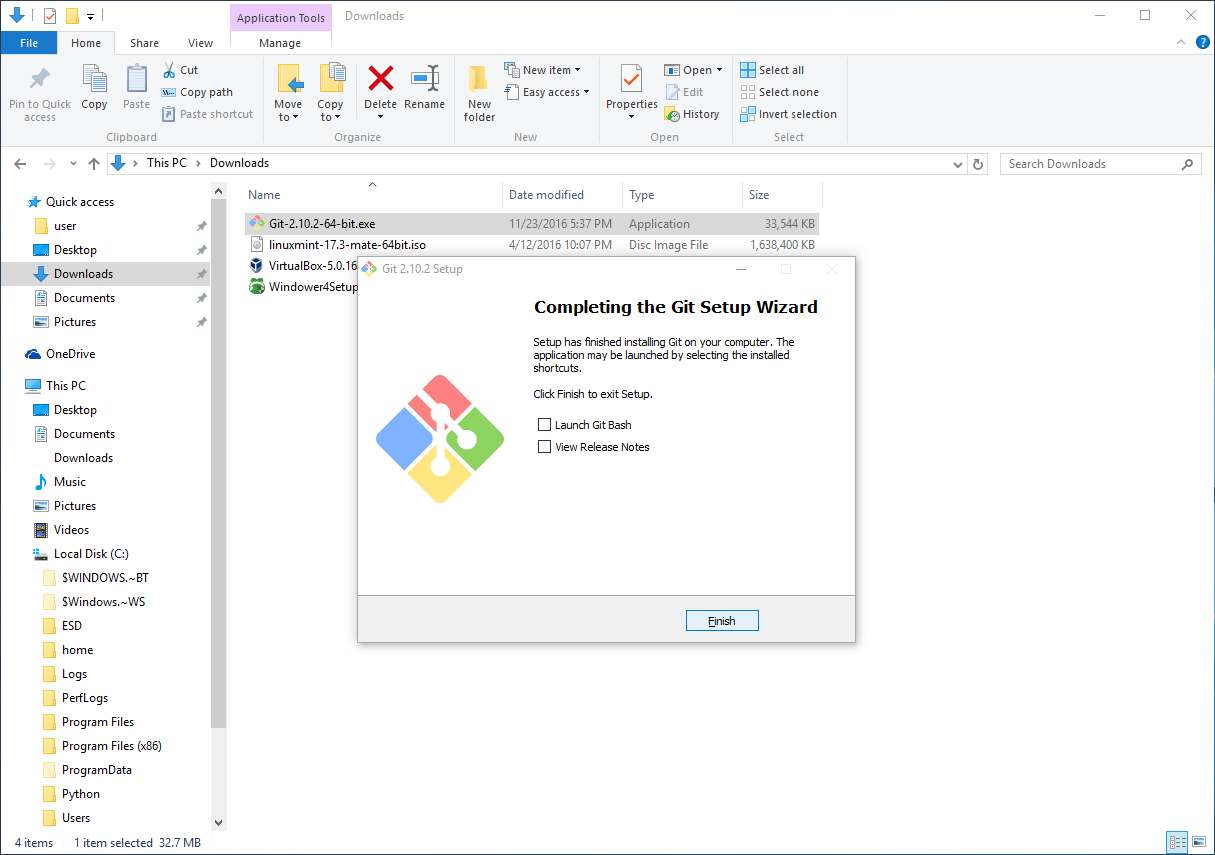 Application Tools
Downloads
File
Home
Share
View
Manage
Pin to Quick access
Copy
Paste
Cut
Copy path
Paste shortcut
Clipboard
Move to
Copy to
Delete
Rename
Organize
New folder
New item
Easy access
New
Properties
Open
Edit
History
Open
Select all
Select none
Invert selection
Select
This PC
Downloads
Search Downloads
Quick access
user
Desktop
Downloads
Documents
Pictures
OneDrive
This PC
Desktop
Documents
Downloads
Music
Pictures
Videos
Local Disk (C:)
$WINDOWS.~BT
$Windows.~WS
ESD
home
Logs
PerfLogs
Program Files
Program Files (x86)
ProgramData
Python
Users
Name
Date modified
Type
Size
Git-2.10.2-64-bit.exe
11/23/2016 5:37 PM
Application
33,544 KB
linuxmint-17.3-mate-64bit.iso
4/12/2016 10:07 PM
Disc Image File
1,638,400 KB
VirtualBox-5.0.16
Windower4Setup
Git 2.10.2 Setup
Completing the Git Setup Wizard
Setup has finished installing Git on your computer. The
application may be launched by selecting the installed
shortcuts.
Click Finish to exit Setup.
Launch Git Bash
View Release Notes
Finish
4 items
1 item selected 32.7 MB